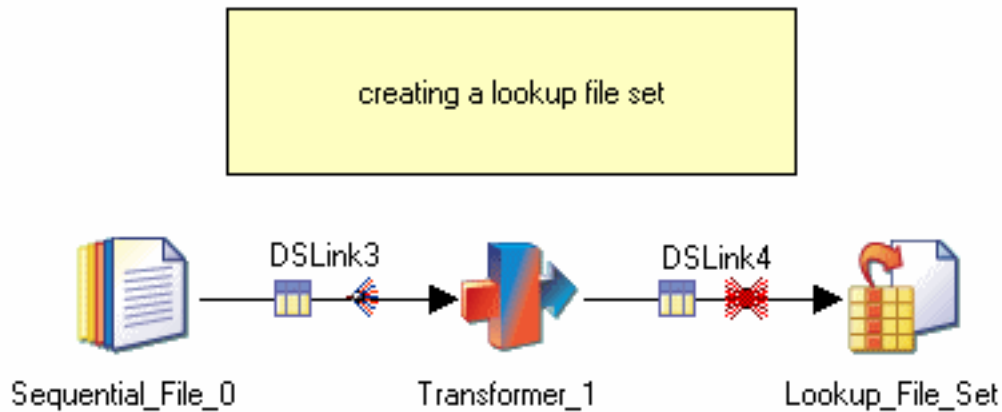 creating a lookup file set
DSLink3
DSLink4
Sequential_File_0
Transformer_1
Lookup_File_Set